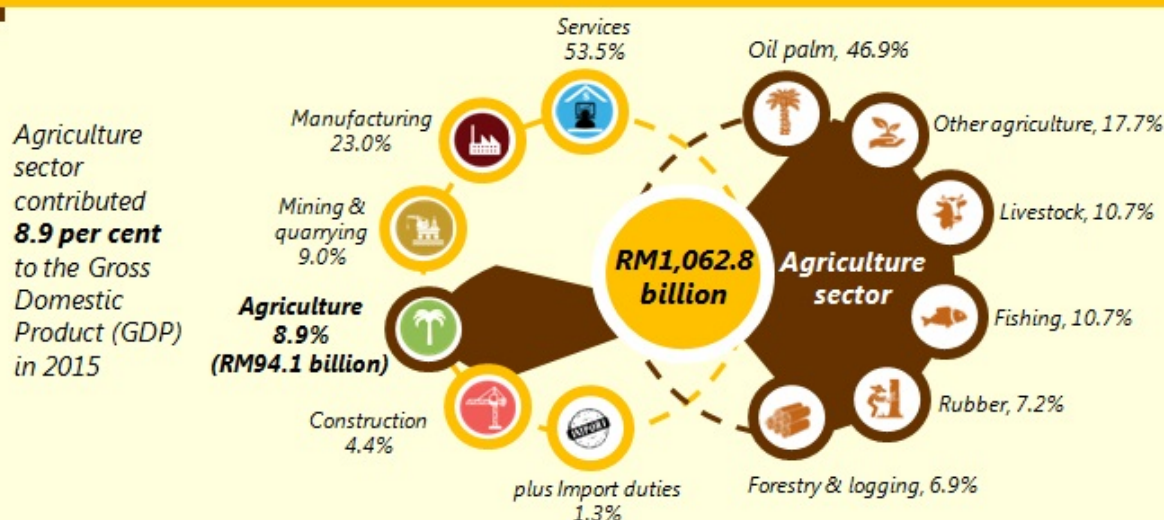 Agriculture
sector
contributed
8.9 per cent
to the Gross
Domestic
Product (GDP)
in 2015
Services
53.5%
Manufacturing
23.0%
Mining &
quarrying
9.0%
Agriculture
8.9%
(RM94.1 billion)
Construction
4.4%
plus Import duties
1.3%
IMPORT
RM1,062.8
billion
Agriculture
sector
Oil palm, 46.9%
Other agriculture, 17.7%
Livestock, 10.7%
Fishing, 10.7%
Rubber, 7.2%
Forestry & logging, 6.9%